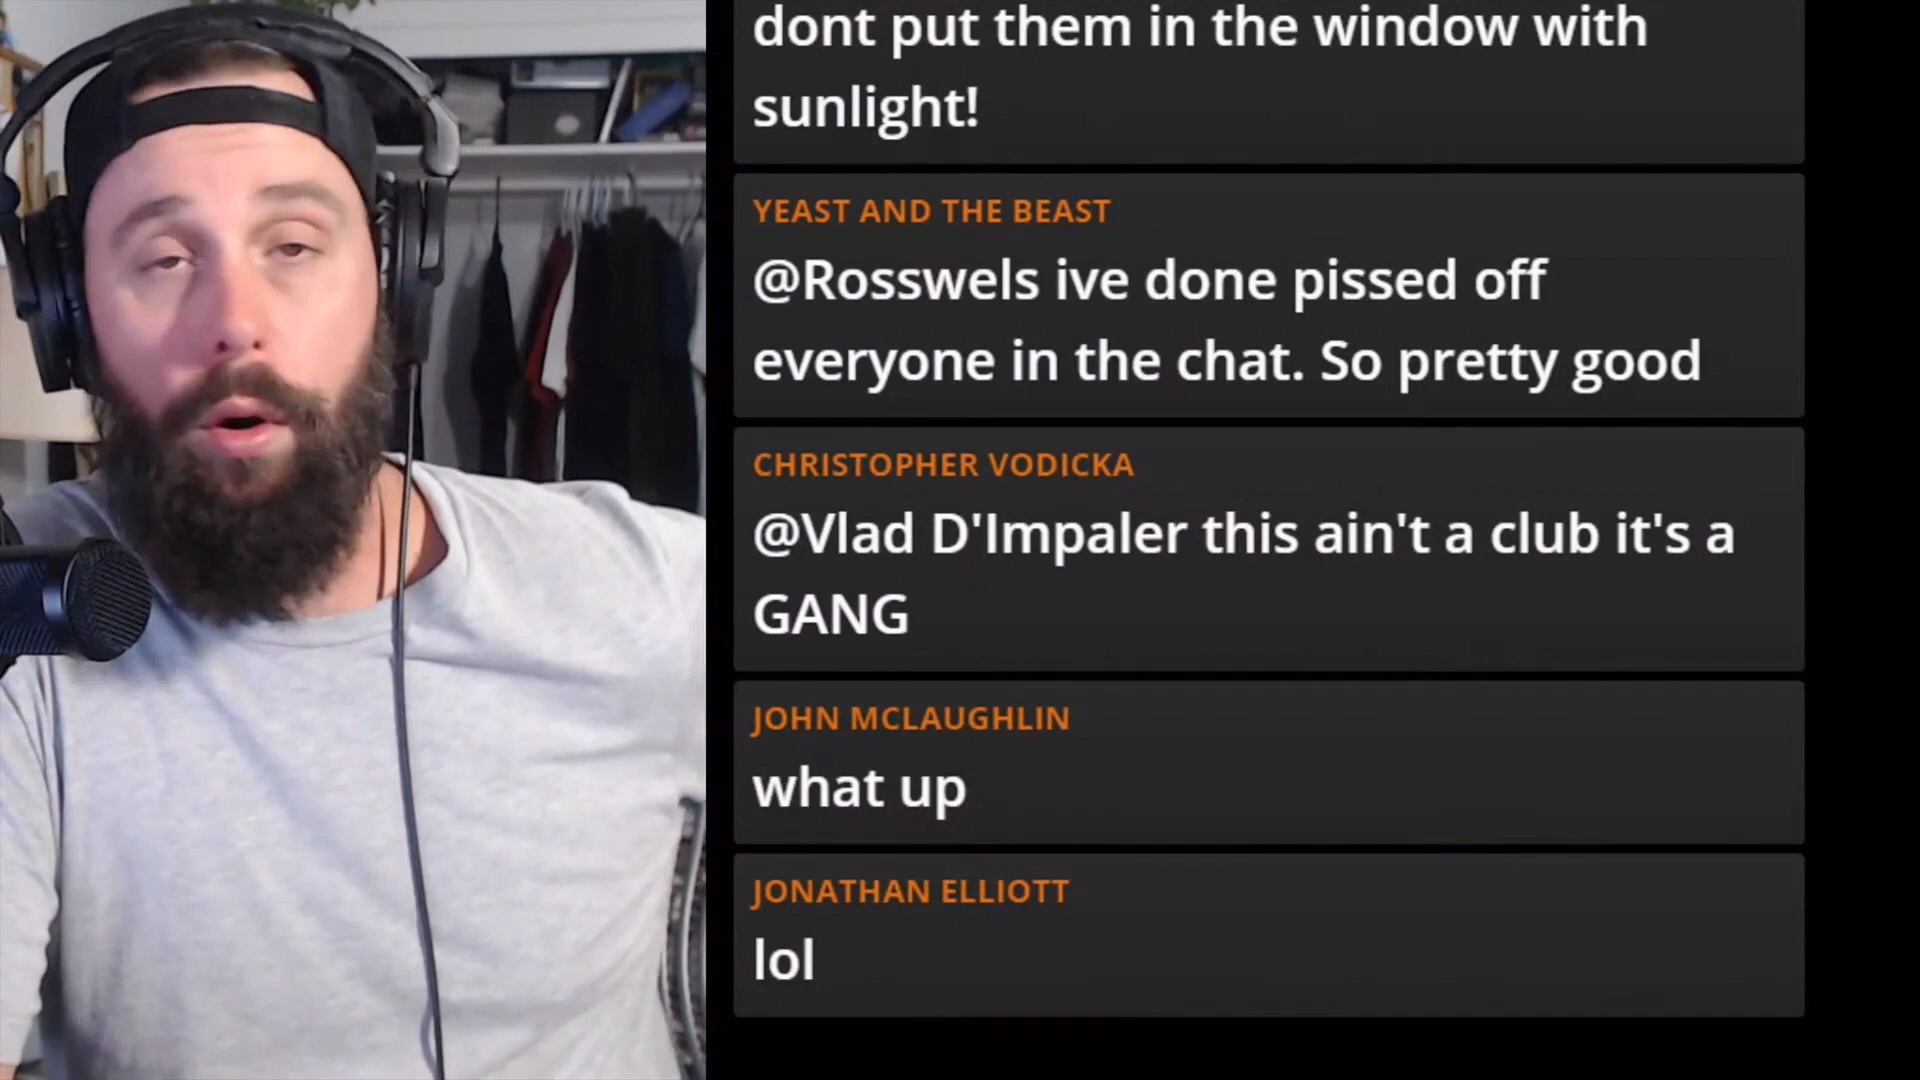 dont put them in the window with
sunlight!
YEAST AND THE BEAST
@Rosswels ive done pissed off
everyone in the chat. So pretty good
CHRISTOPHER VODICKA
@Vlad D'Impaler this ain't a club it's a
GANG
JOHN MCLAUGHLIN
what up
JONATHAN ELLIOTT
lol